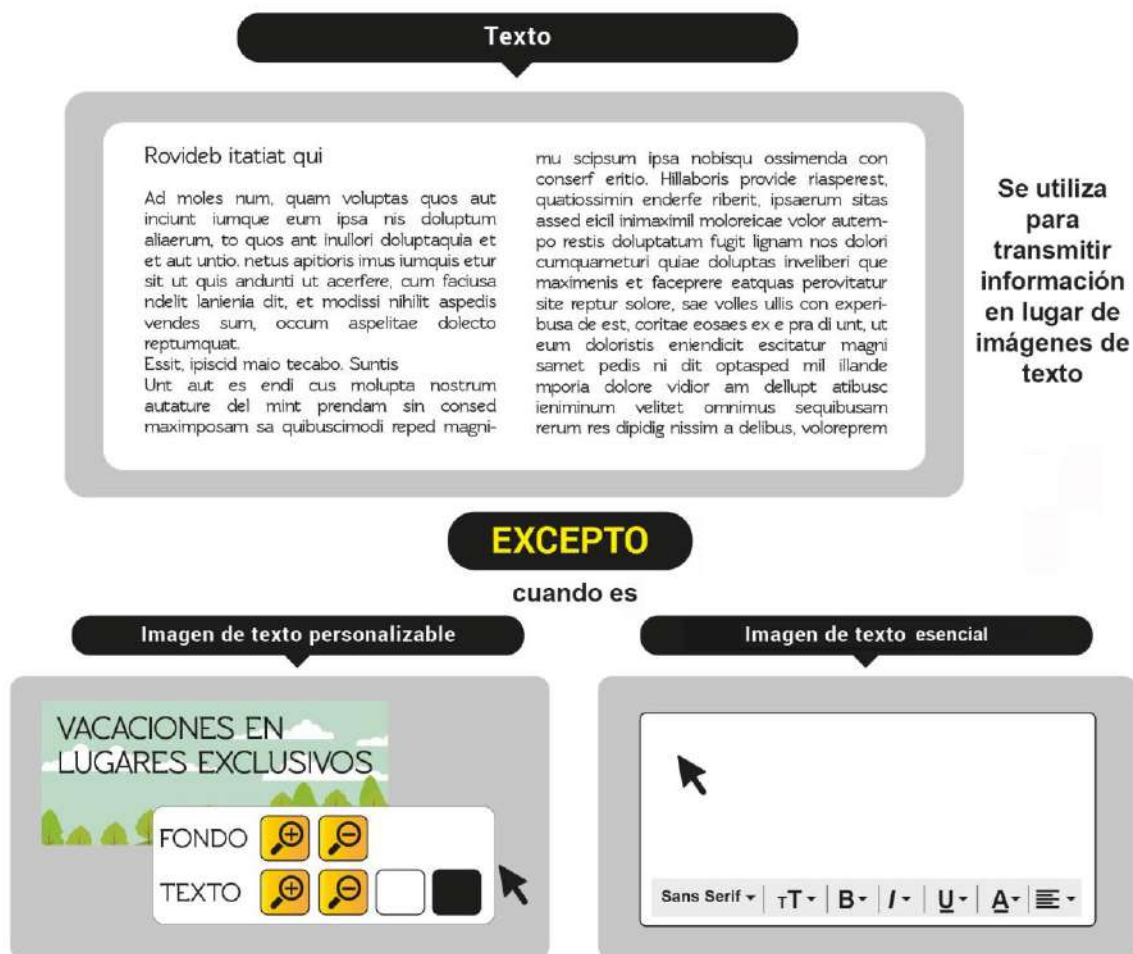 Texto
Rovideb itatiat qui
Ad moles num, quam voluptas quos aut
inciunt iumque eum ipsa nis doluptum
aliaerum, to quos ant inullori doluptaquia et
et aut untio. netus apitioris imus iumquis etur
sit ut quis andunti ut acerfere, cum faciusa
ndelit lanienia dit, et modissi nihilit aspedis
vendes sum, occum aspelitae dolecto
reptumquat.
Essit, ipiscid maio tecabo. Suntis
Unt aut es endi cus molupta nostrum
autature del mint prendam sin consed
maximposam sa quibuscimodi reped magni-
mu scipsum ipsa nobisqu ossimenda con
conserf eritio. Hillaboris provide riasperest,
quatiossimin enderfe riberit, ipsaerum sitas
assed eicil inimaximil moloreicae volor autem-
po restis doluptatum fugit lignam nos dolori
cumquameturi quiae doluptas inveliberi que
maximenis et faceprere eatquas perovitatur
site reptur solore, sae volles ullis con experi-
busa de est, coritae eosaes ex e pra di unt, ut
eum doloristis eniendicit escitatur magni
samet pedis ni dit optasped mil illande
mporia dolore vidior am dellupt atibusc
ieniminum velitet omnimus sequibusam
rerum res dipidig nissim a delibus, voloreprem
Se utiliza
para
transmitir
información
en lugar de
imágenes de
texto
EXCEPTO
cuando es
Imagen de texto personalizable
VACACIONES EN
LUGARES EXCLUSIVOS
FONDO
TEXTO
Imagen de texto esencial
Sans Serif TT B I U A